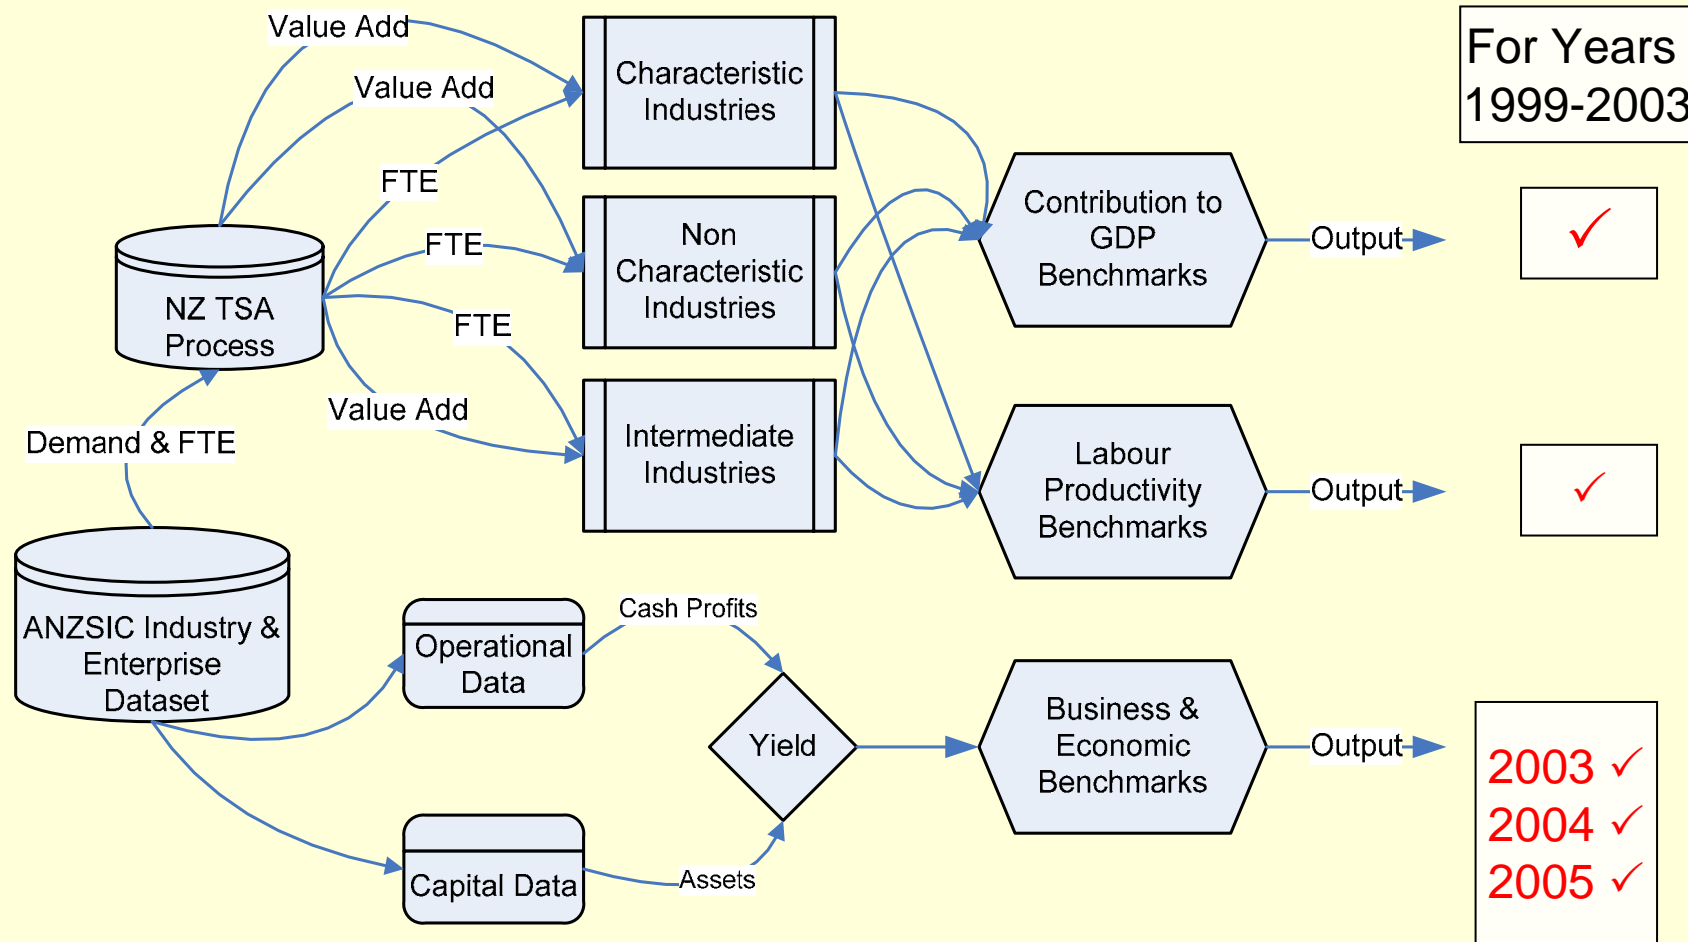 Value Add
Value Add
FTE
FTE
FTE
Value Add
NZ TSA
Process
Demand & FTE
ANZSIC Industry &
Enterprise
Dataset
Characteristic
Industries
Non
Characteristic
Industries
Intermediate
Industries
Operational
Data
Capital Data
Cash Profits
Assets
Yield
Contribution to
GDP
Benchmarks
Labour
Productivity
Benchmarks
Business &
Economic
Benchmarks
Output
Output
Output
For Years
1999-2003
✓
✓
2003 ✓
2004 ✓
2005 ✓